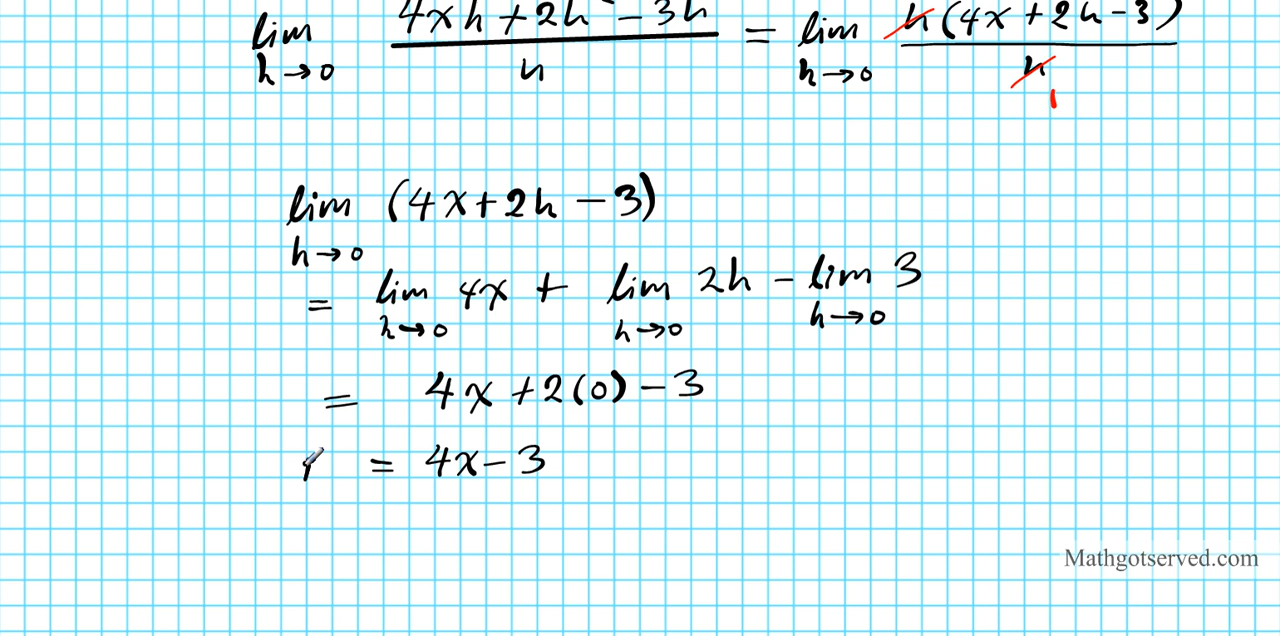 lim h→0 4xh + 2h² - 3h / h = lim h→0 h(4x + 2h - 3) / h 1
lim h→0 (4x + 2h - 3)
= lim h→0 4x + lim h→0 2h - lim h→0 3
= 4x + 2(0) - 3
= 4x - 3
Mathgotserved.com